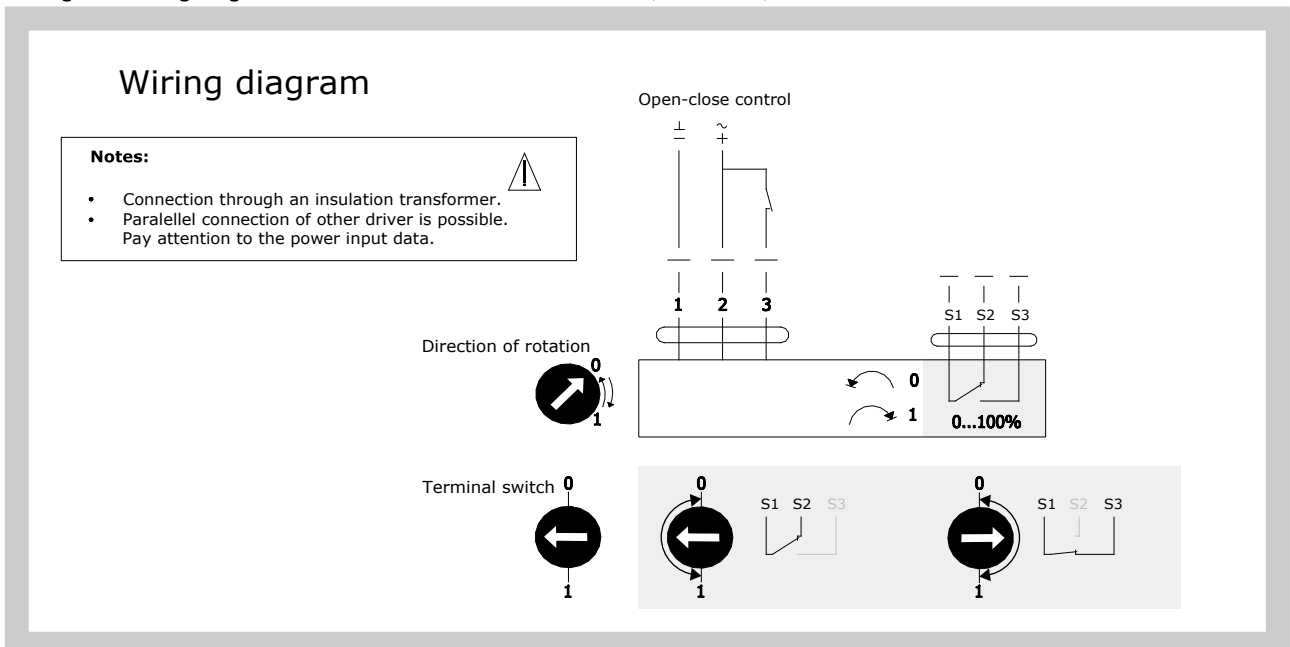 Wiring diagram
Open-close control
Notes:
• Connection through an insulation transformer.
• Paralellel connection of other driver is possible.
Pay attention to the power input data.
⊥ ~
− +
1 2 3
S1 S2 S3
Direction of rotation
0
1
0
1
0...100%
Terminal switch
0
1
0
1
S1 S2 S3
0
1
S1 S2 S3